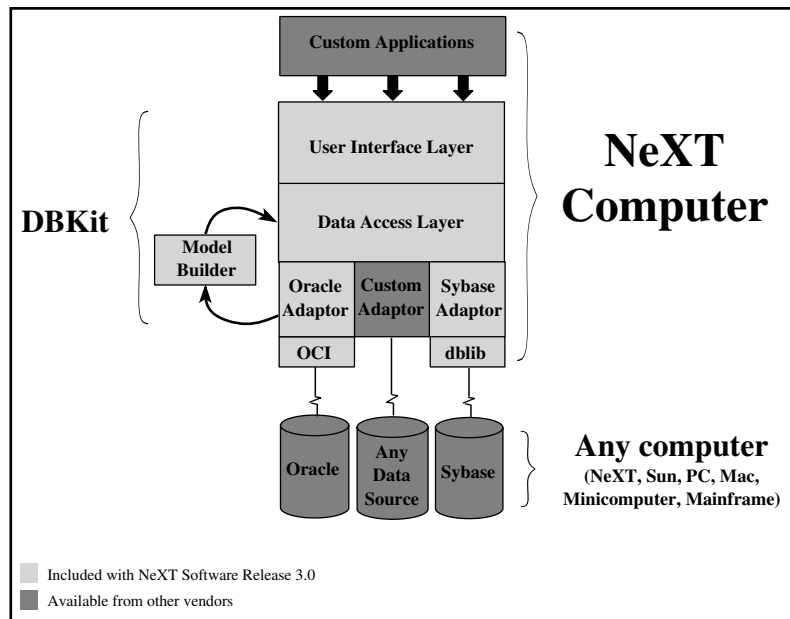 Custom Applications
User Interface Layer
NeXT
Computer
DBKit
Data Access Layer
Model
Builder
Oracle
Adaptor
Custom
Adaptor
Sybase
Adaptor
OCI
dblib
Oracle
Any
Data
Source
Sybase
Any computer
(NeXT, Sun, PC, Mac,
Minicomputer, Mainframe)
Included with NeXT Software Release 3.0
Available from other vendors